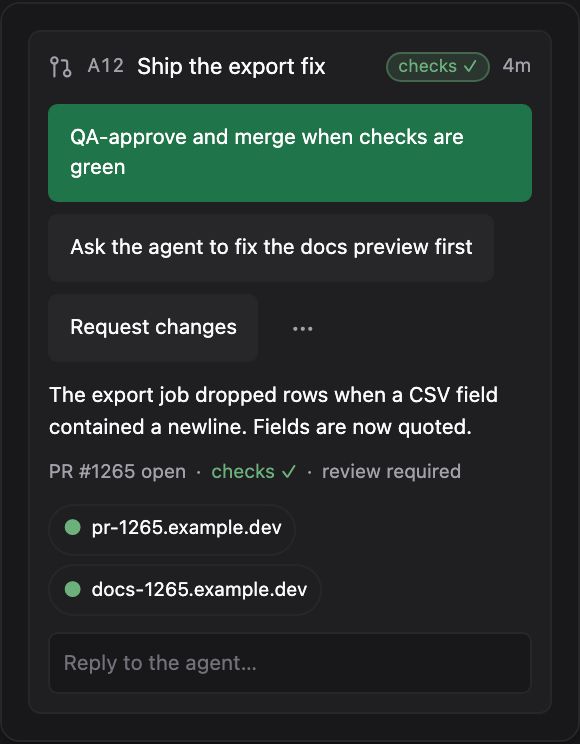 A12 Ship the export fix checks ✓ 4m
QA-approve and merge when checks are
green
Ask the agent to fix the docs preview first
Request changes ...
The export job dropped rows when a CSV field
contained a newline. Fields are now quoted.
PR #1265 open · checks ✓ · review required
pr-1265.example.dev
docs-1265.example.dev
Reply to the agent...